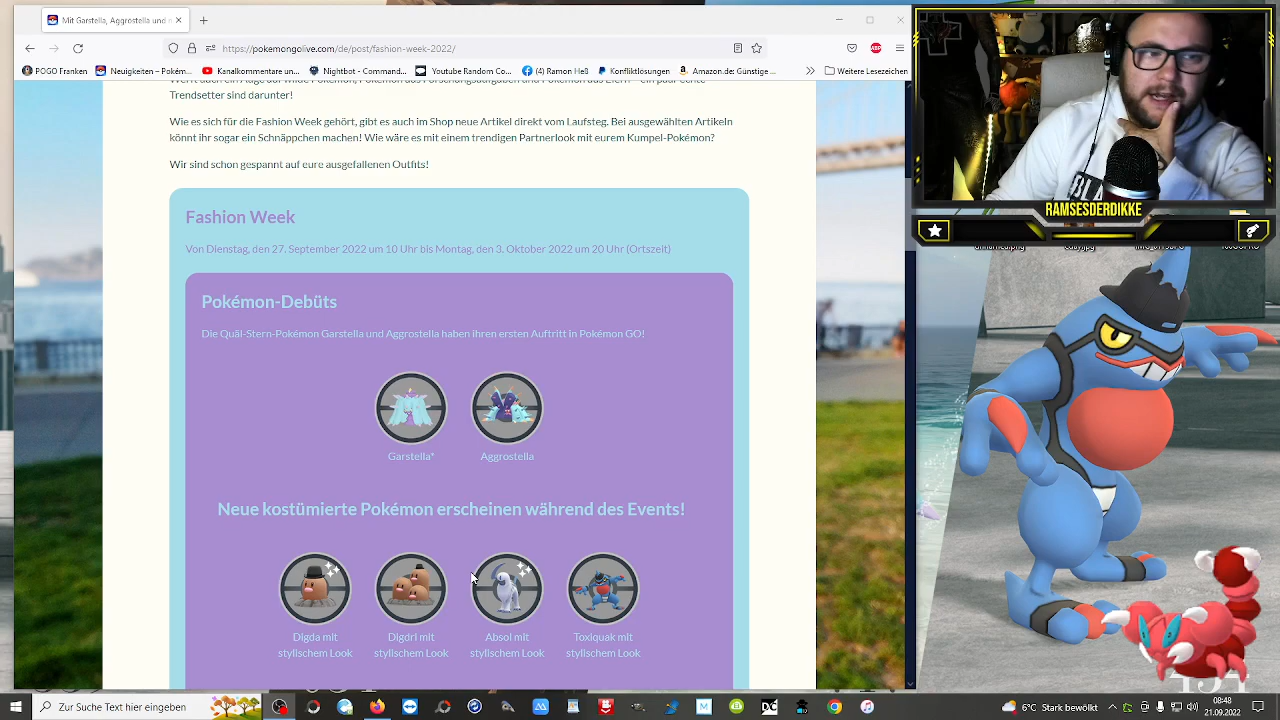 Mit Garstella, Aggrostella und n
pokemongolive.com/de/post/fashion-week-2022/
POGO Franken
Neuigkeiten – Pokém...
Kommentare un...
Nightbot - Comman...
Youtube Random Co...
(4) Ramon Heß
Konfliktlösungen
Amazon.de Günstige ...
Weitere Lesezeichen
Trendsetter sind darunter!
Wie es sich für die Fashion Week gehört, gibt es auch im Shop neue Artikel direkt vom Laufsteg. Bei ausgewählten Artikeln
könnt ihr sogar ein Schnäppchen machen! Wie wäre es mit einem trendigen Partnerlook mit eurem Kumpel-Pokémon?
Wir sind schon gespannt auf eure ausgefallenen Outfits!
Fashion Week
Von Dienstag, den 27. September 2022 um 10 Uhr bis Montag, den 3. Oktober 2022 um 20 Uhr (Ortszeit)
Pokémon-Debüts
Die Quäl-Stern-Pokémon Garstella und Aggrostella haben ihren ersten Auftritt in Pokémon GO!
Garstella*
Aggrostella
Neue kostümierte Pokémon erscheinen während des Events!
Digda mit
stylischem Look
Digdri mit
stylischem Look
Absol mit
stylischem Look
Toxiquak mit
stylischem Look
BLA
RAMSESDERDIKKE
Zur Suche Text hier eingeben
6°C Stark bewölkt
08:48
21.09.2022